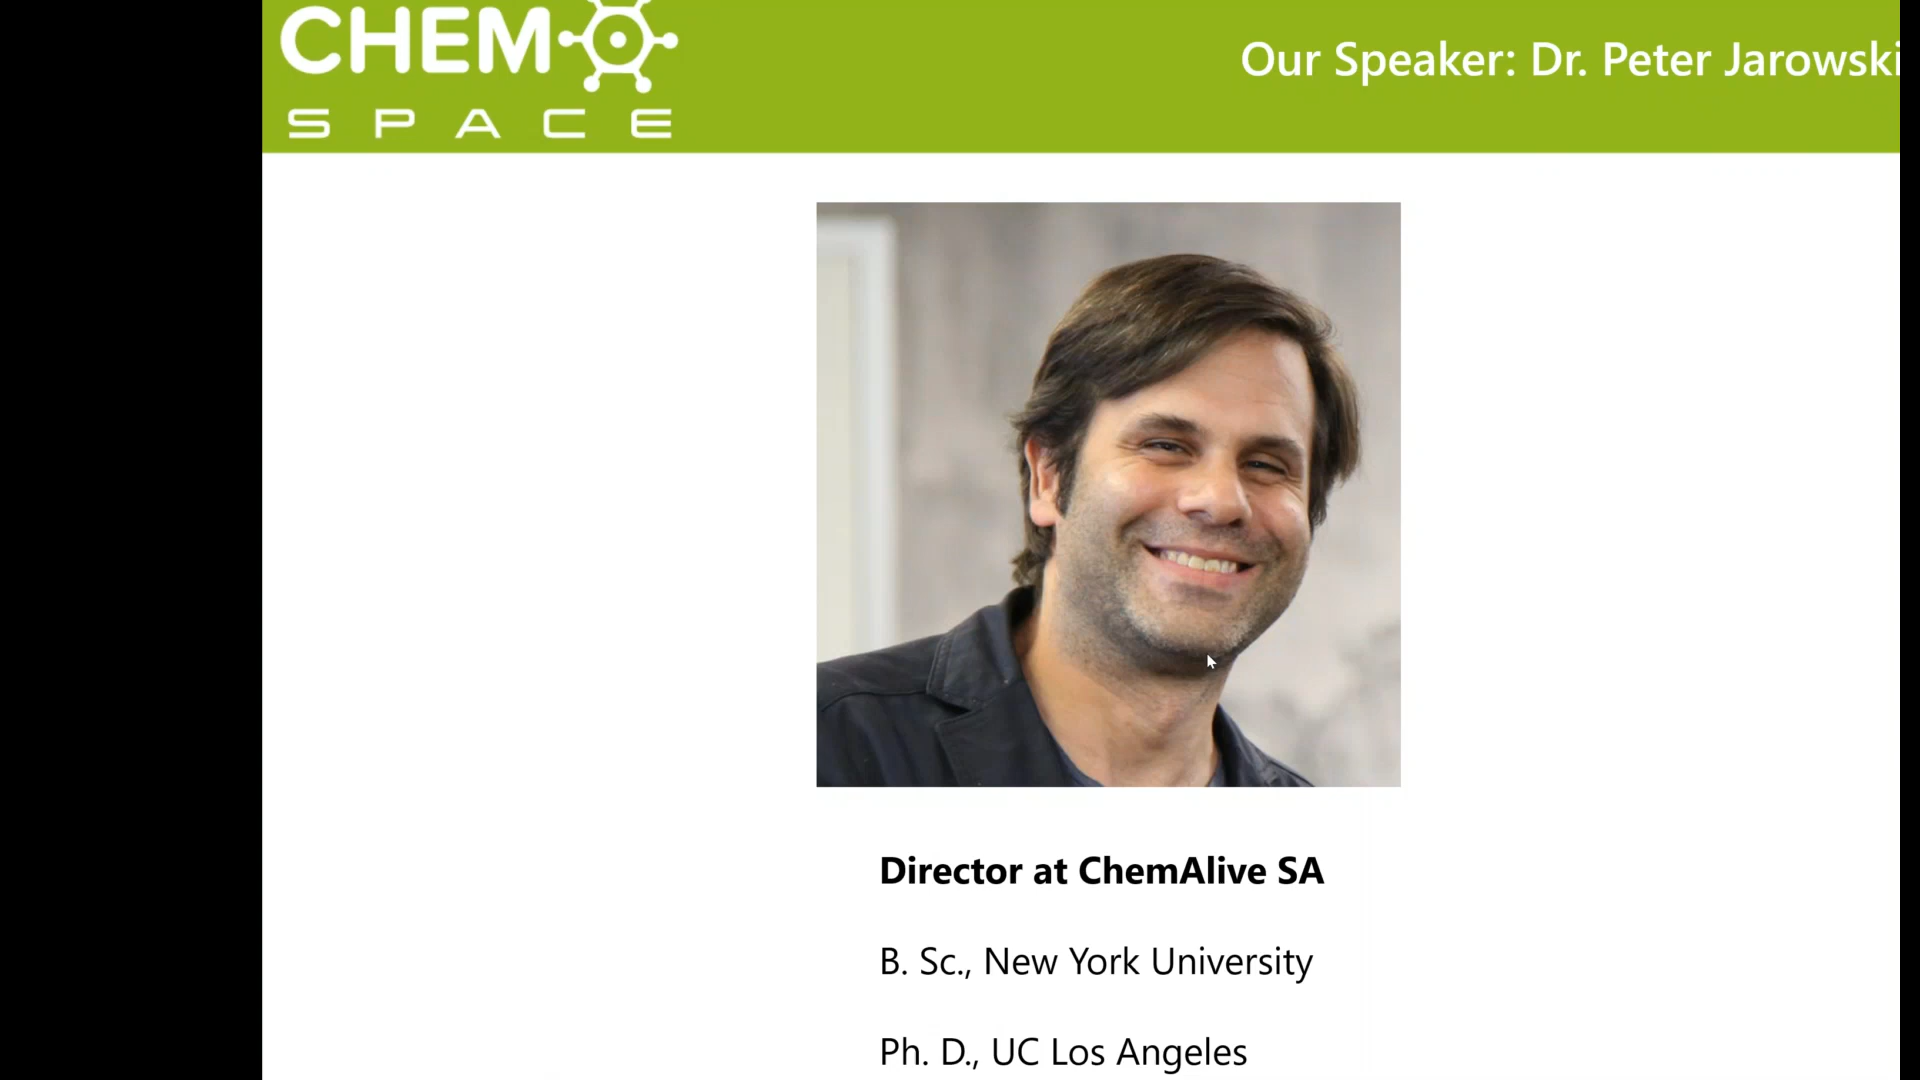 CHEM
SPACE
Our Speaker: Dr. Peter Jarowski
Director at ChemAlive SA
B. Sc., New York University
Ph. D., UC Los Angeles